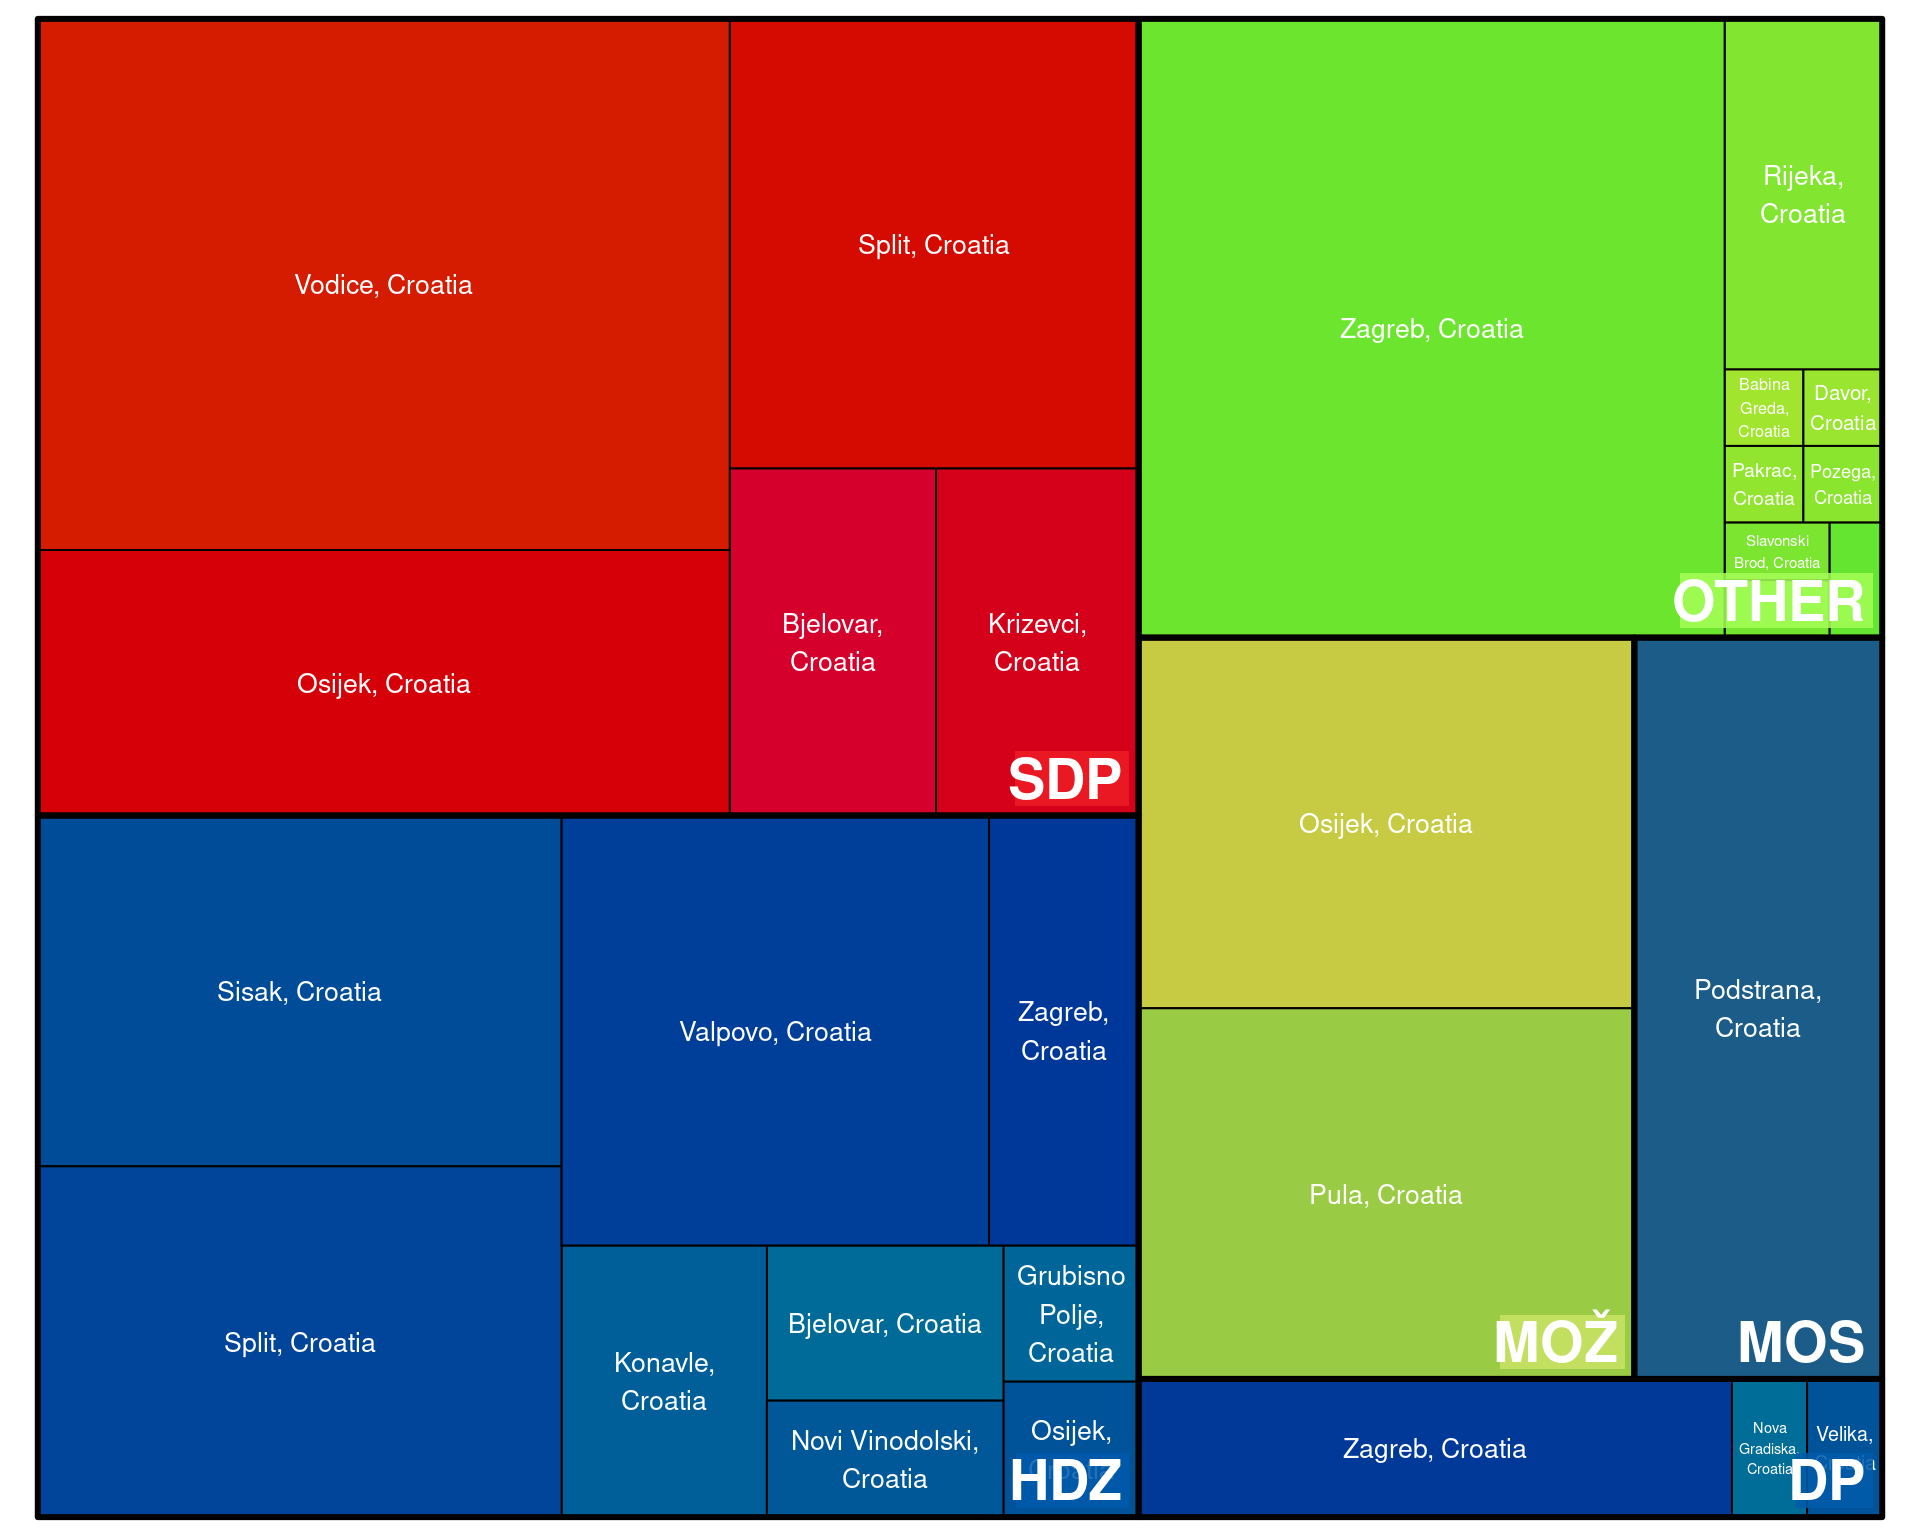 Vodice, Croatia
Split, Croatia
Osijek, Croatia
Bjelovar,
Croatia
Krizevci,
Croatia
SDP
Sisak, Croatia
Split, Croatia
Valpovo, Croatia
Zagreb,
Croatia
Konavle,
Croatia
Bjelovar, Croatia
Novi Vinodolski,
Croatia
Grubisno
Polje,
Croatia
Osijek,
Croatia
HDZ
Zagreb, Croatia
Rijeka,
Croatia
Babina
Greda,
Croatia
Davor,
Croatia
Pakrac,
Croatia
Pozega,
Croatia
Slavonski
Brod, Croatia
OTHER
Osijek, Croatia
Pula, Croatia
MOŽ
Podstrana,
Croatia
MOS
Zagreb, Croatia
Nova
Gradiska,
Croatia
Velika,
DP